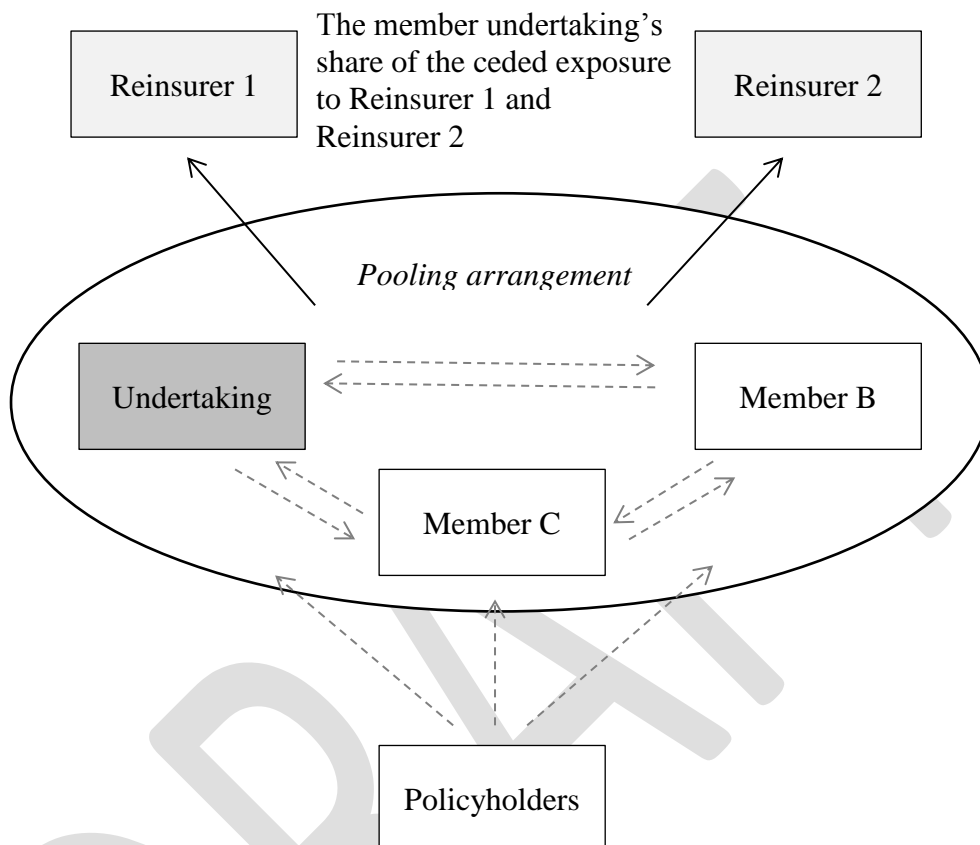 Reinsurer 1
The member undertaking's
share of the ceded exposure
to Reinsurer 1 and
Reinsurer 2
Reinsurer 2
Pooling arrangement
Undertaking
Member B
Member C
Policyholders
DRAFT